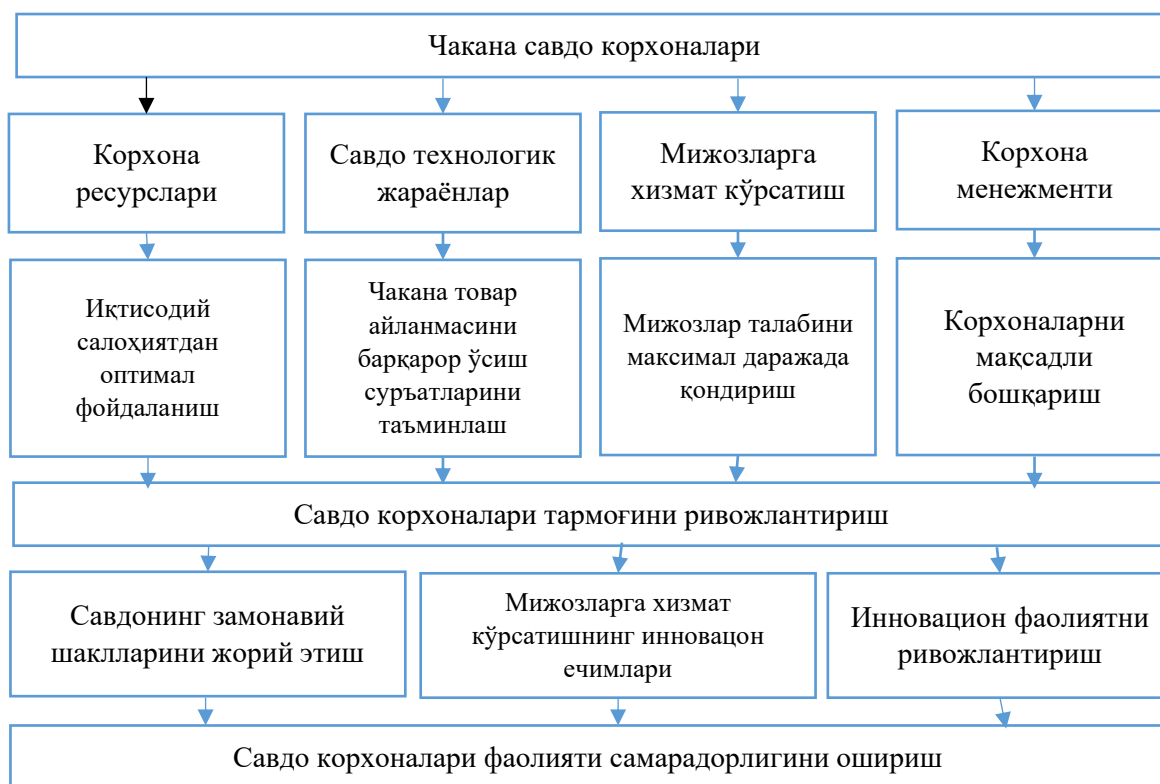 Чакана савдо корхоналари
Корхона
ресурслари
Савдо технологик
жараёнлар
Мижозларга
хизмат кўрсатиш
Корхона
менежменти
Иқтисодий
салоҳиятдан
оптимал
фойдаланиш
Чакана товар
айланмасини
барқарор ўсиш
суръатларини
таъминлаш
Мижозлар талабини
максимал даражада
қондириш
Корхоналарни
мақсадли
бошқариш
Савдо корхоналари тармоғини ривожлантириш
Савдонинг замонавий
шаклларини жорий этиш
Мижозларга хизмат
кўрсатишнинг инновацон
ечимлари
Инновацион фаолиятни
ривожлантириш
Савдо корхоналари фаолияти самарадорлигини ошириш